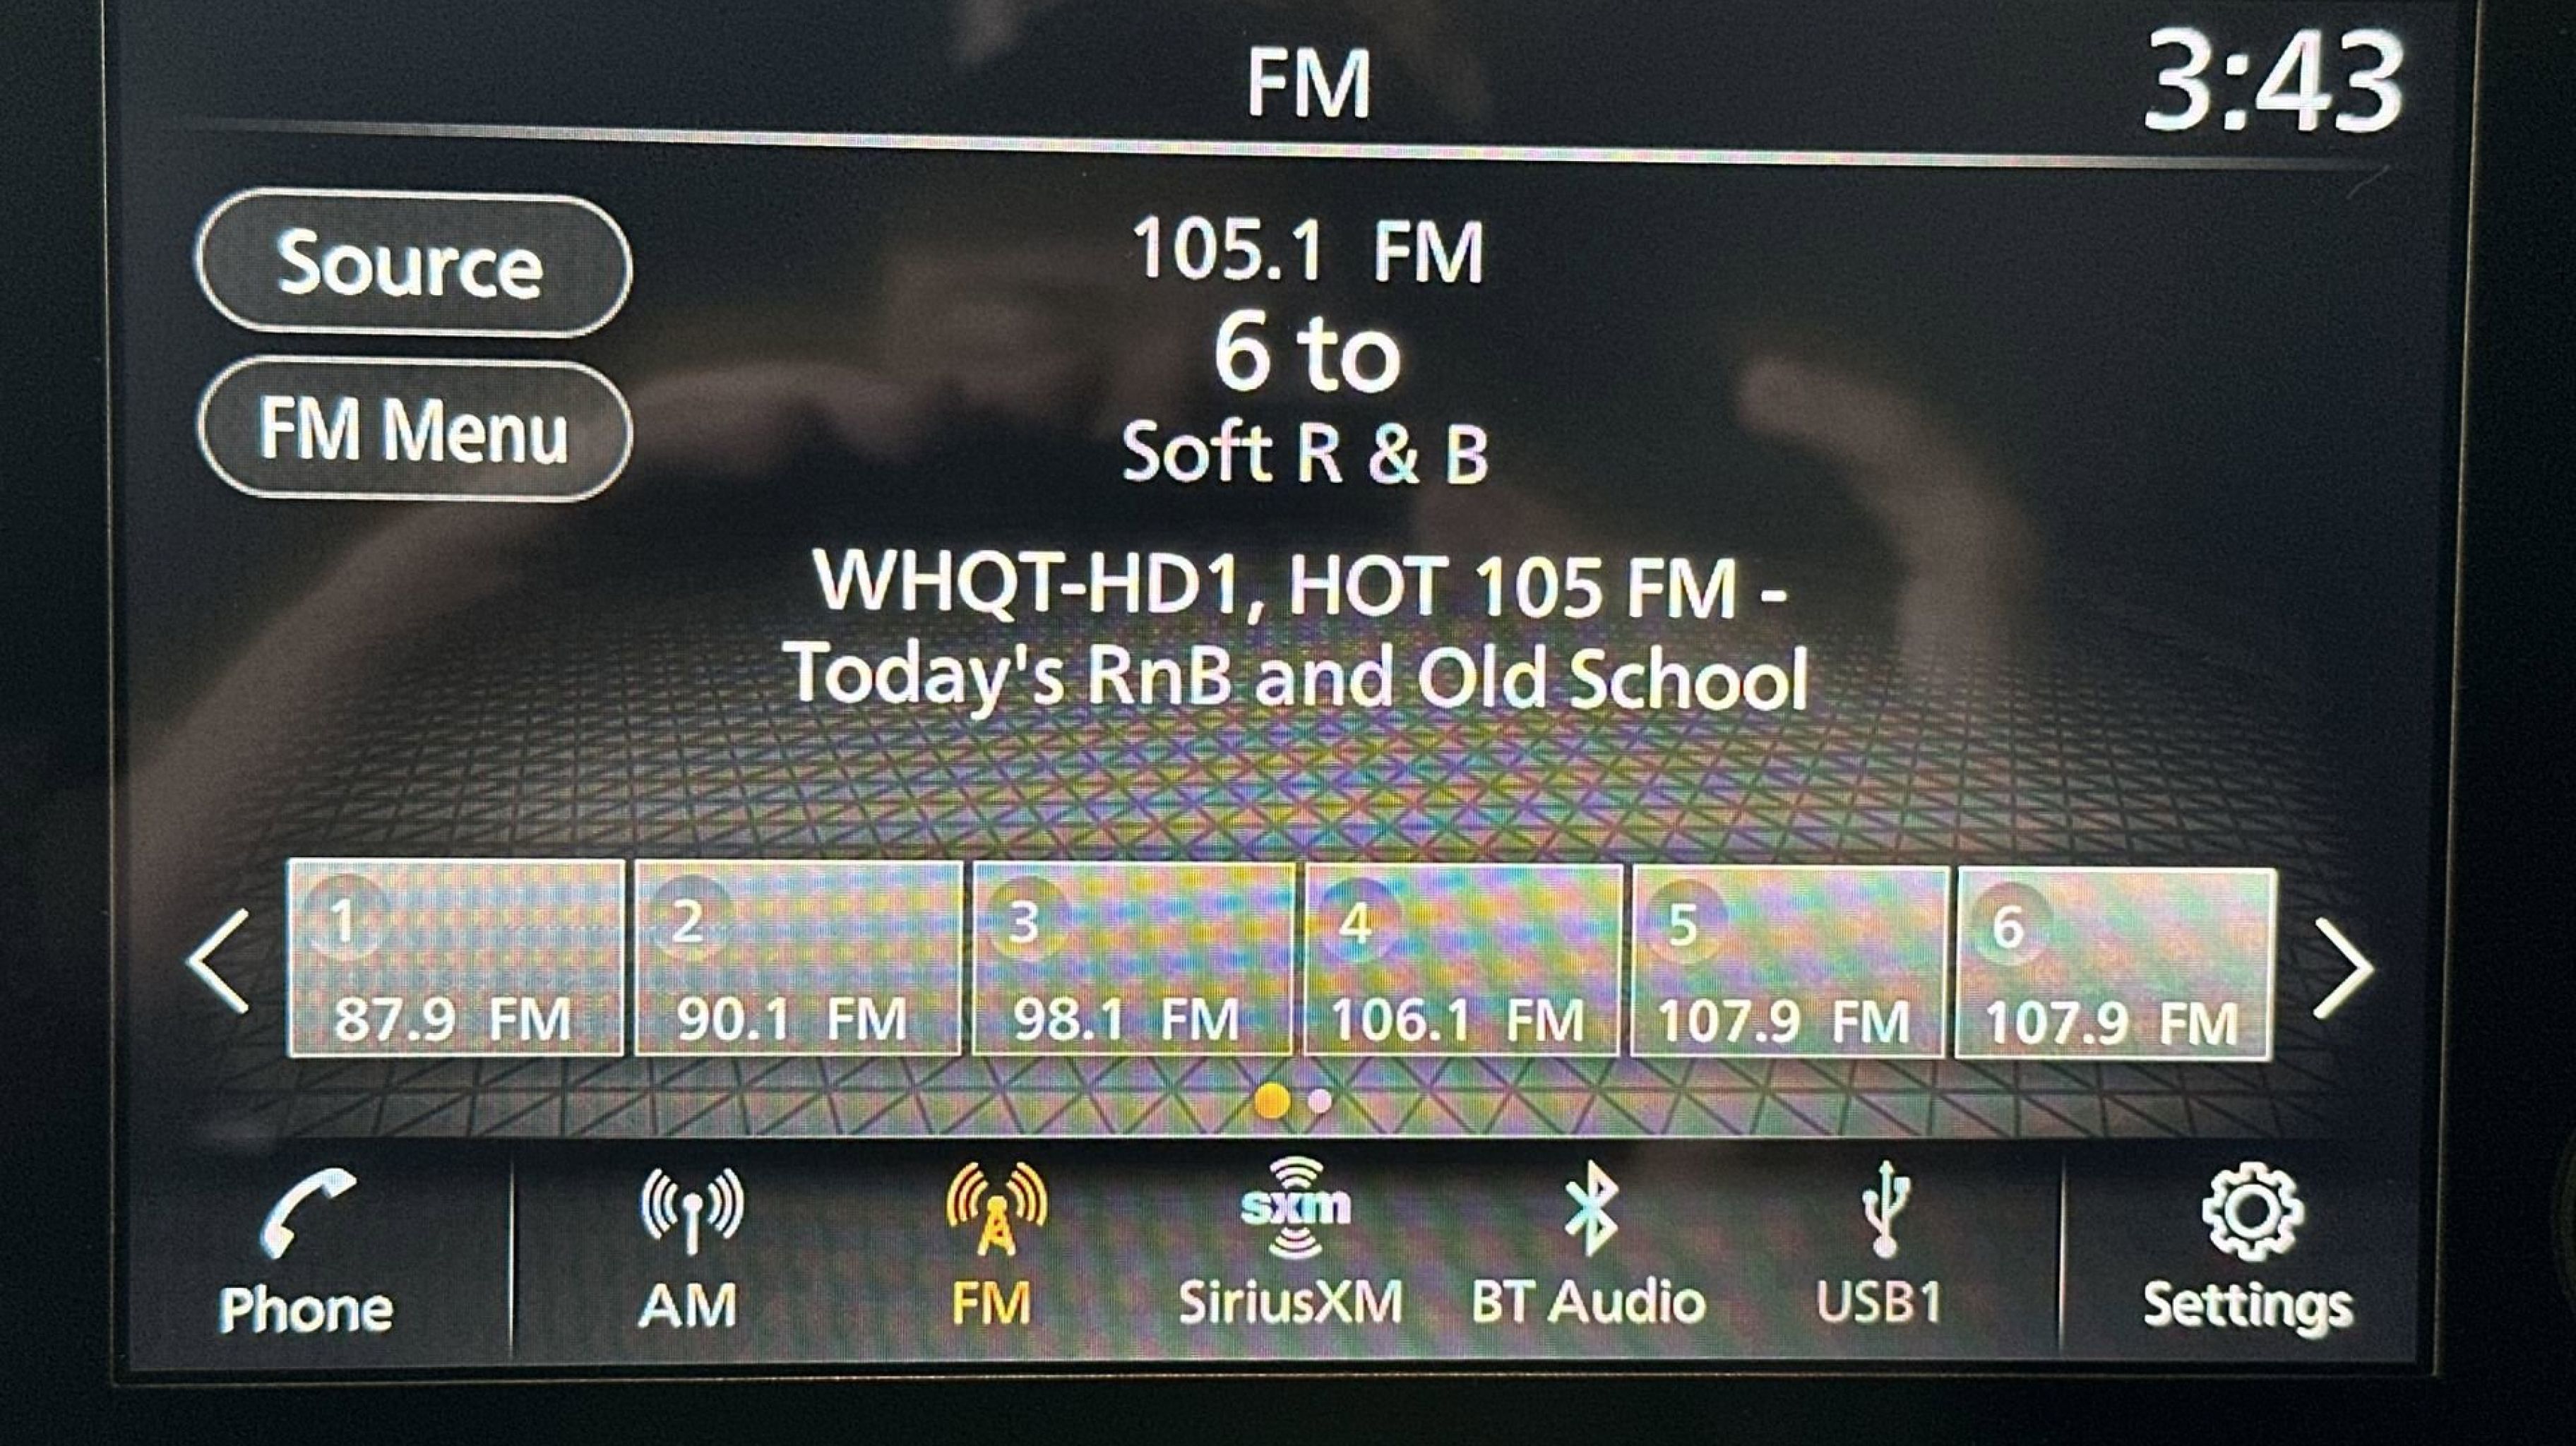 FM
3:43
Source
FM Menu
105.1 FM
6 to
Soft R & B
WHQT-HD1, HOT 105 FM -
Today's RnB and Old School
1
87.9 FM
2
90.1 FM
3
98.1 FM
4
106.1 FM
5
107.9 FM
6
107.9 FM
sxm
Phone
AM
FM
SiriusXM
BT Audio
USB1
Settings